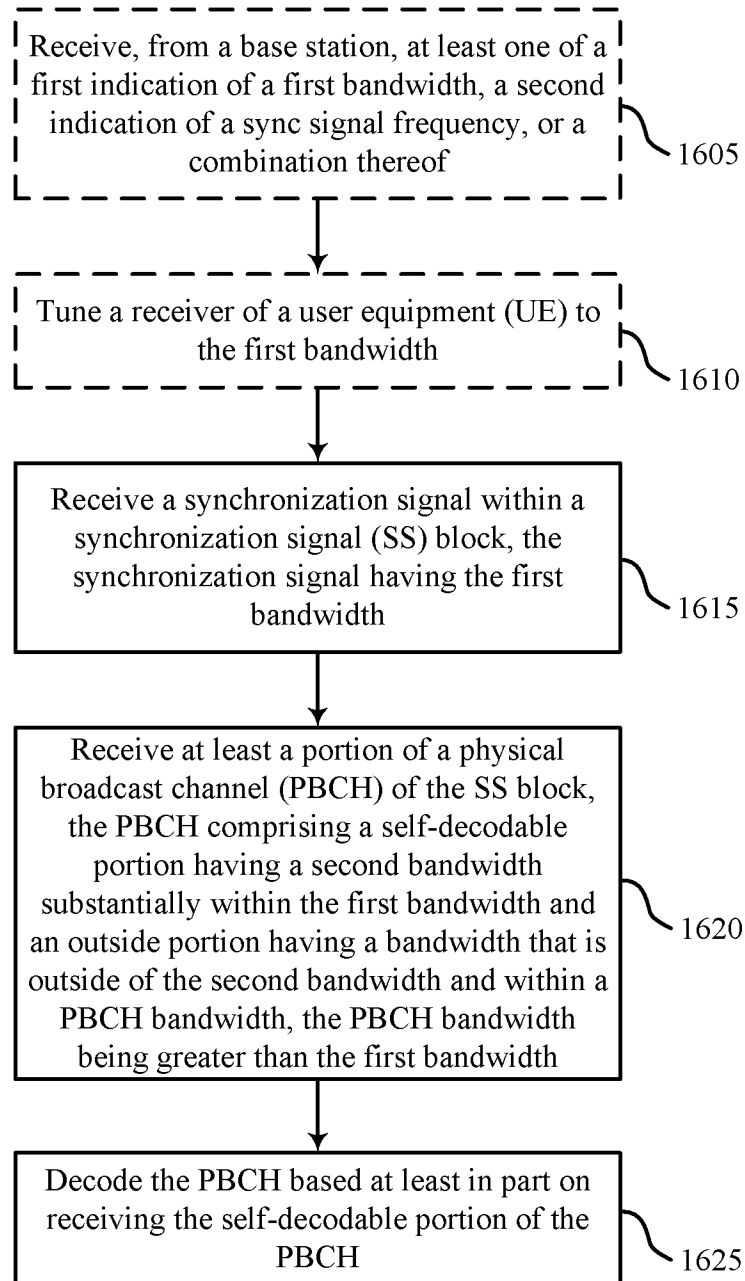 Receive, from a base station, at least one of a
first indication of a first bandwidth, a second
indication of a sync signal frequency, or a
combination thereof
1605
Tune a receiver of a user equipment (UE) to
the first bandwidth
1610
Receive a synchronization signal within a
synchronization signal (SS) block, the
synchronization signal having the first
bandwidth
1615
Receive at least a portion of a physical
broadcast channel (PBCH) of the SS block,
the PBCH comprising a self-decodable
portion having a second bandwidth
substantially within the first bandwidth and
an outside portion having a bandwidth that is
outside of the second bandwidth and within a
PBCH bandwidth, the PBCH bandwidth
being greater than the first bandwidth
1620
Decode the PBCH based at least in part on
receiving the self-decodable portion of the
PBCH
1625